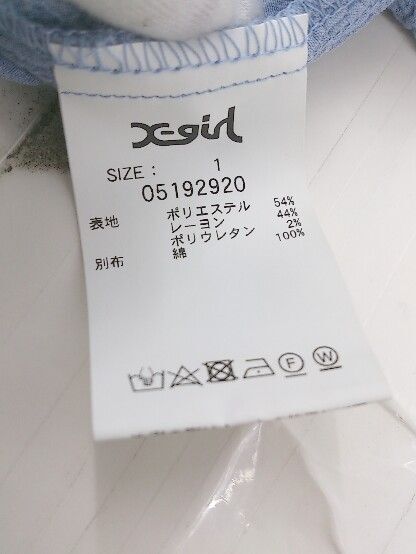 X-girl
SIZE : 1
05192920
表地 ポリエステル 54%
レーヨン 44%
ポリウレタン 2%
別布 綿 100%
F W